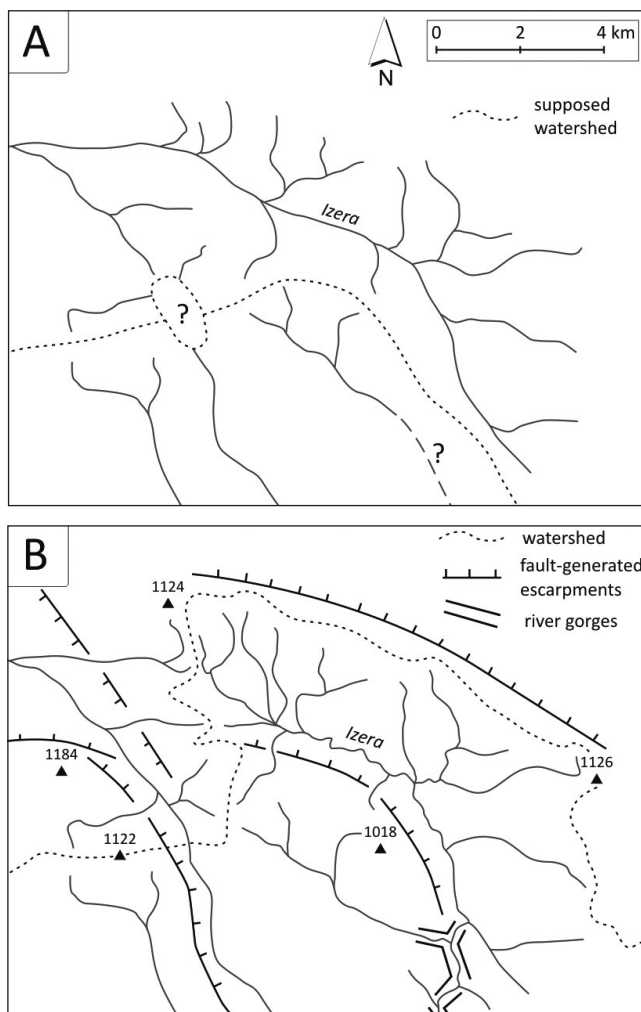 A
N
0 2 4 km
supposed
watershed
Izera
?
?
B
watershed
fault-generated
escarpments
river gorges
1124
Izera
1184
1126
1122
1018